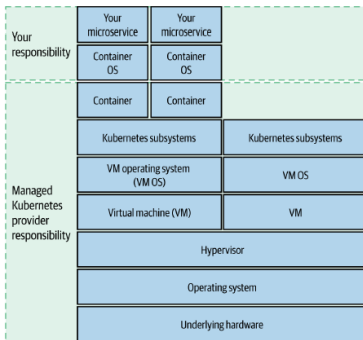 Your
responsibility
Your
microservice
Your
microservice
Container
OS
Container
OS
Managed
Kubernetes
provider
responsibility
Container
Container
Kubernetes subsystems
Kubernetes subsystems
VM operating system
(VM OS)
VM OS
Virtual machine (VM)
VM
Hypervisor
Operating system
Underlying hardware